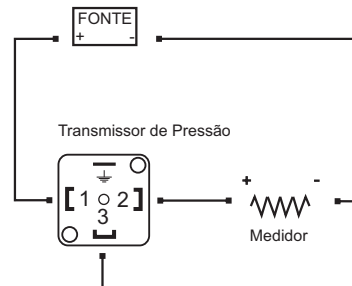 FONTE
+ -
Transmissor de Pressão
1 2
3
+ -
Medidor